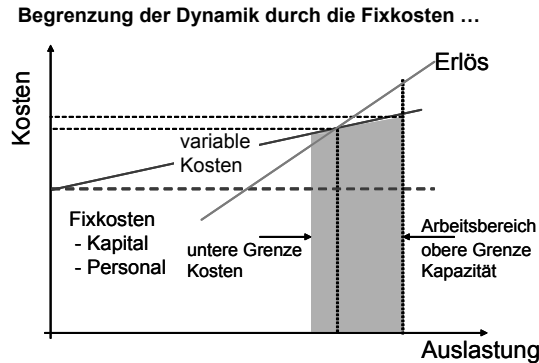 Begrenzung der Dynamik durch die Fixkosten ...
Erlös
Kosten
variable
Kosten
Fixkosten
- Kapital
- Personal
untere Grenze
Kosten
Arbeitsbereich
obere Grenze
Kapazität
Auslastung